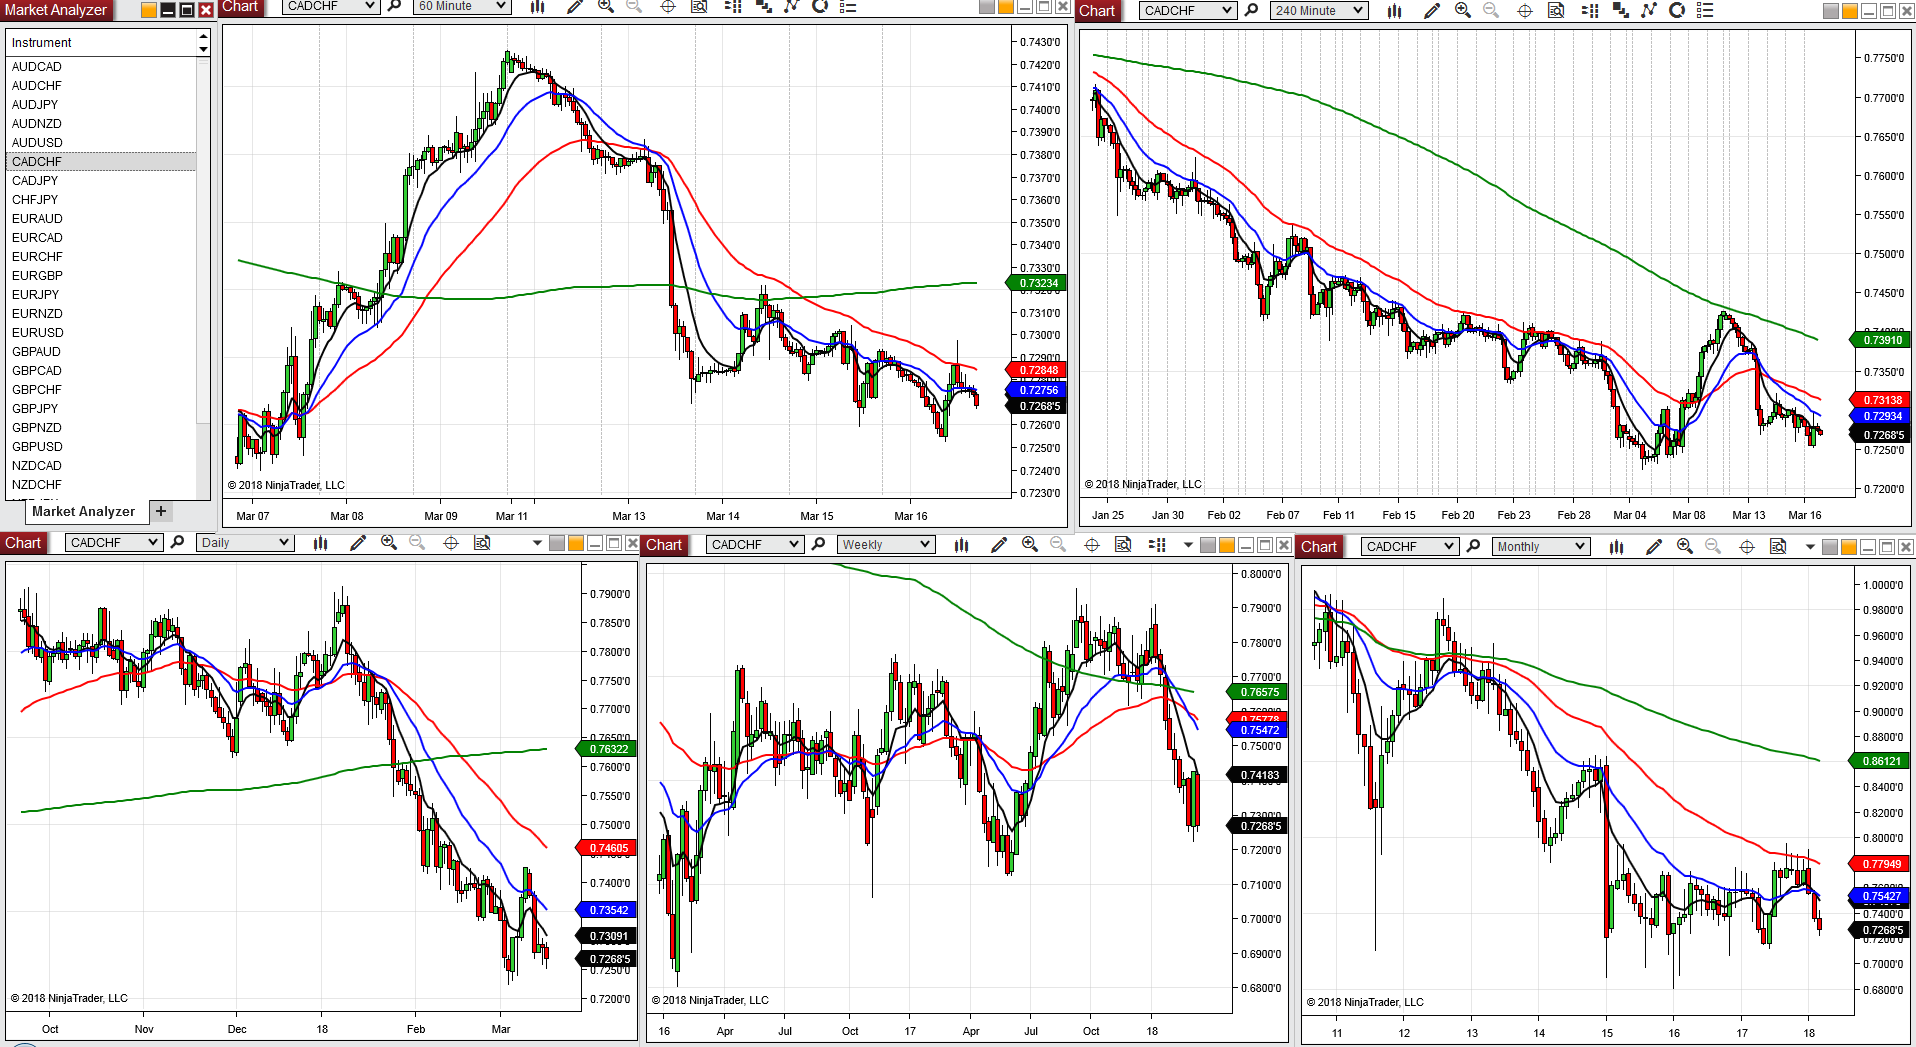 Market Analyzer
Instrument
AUDCAD
AUDCHF
AUDJPY
AUDNZD
AUDUSD
CADCHF
CADJPY
CHFJPY
EURAUD
EURCAD
EURCHF
EURGBP
EURJPY
EURNZD
EURUSD
GBPAUD
GBPCAD
GBPCHF
GBPJPY
GBPNZD
GBPUSD
NZDCAD
NZDCHF
Market Analyzer +
Chart CADCHF 60 Minute
0.7430'0
0.7420'0
0.7410'0
0.7400'0
0.7390'0
0.7380'0
0.7370'0
0.7360'0
0.7350'0
0.7340'0
0.7330'0
0.73234
0.7310'0
0.7300'0
0.7290'0
0.72848
0.72756
0.7268'5
0.7260'0
0.7250'0
0.7240'0
0.7230'0
© 2018 NinjaTrader, LLC
Mar 07 Mar 08 Mar 09 Mar 11 Mar 13 Mar 14 Mar 15 Mar 16
Chart CADCHF 240 Minute
0.7750'0
0.7700'0
0.7650'0
0.7600'0
0.7550'0
0.7500'0
0.7450'0
0.73910
0.7350'0
0.73138
0.72934
0.7268'5
0.7250'0
0.7200'0
© 2018 NinjaTrader, LLC
Jan 25 Jan 30 Feb 02 Feb 07 Feb 11 Feb 15 Feb 20 Feb 23 Feb 28 Mar 04 Mar 08 Mar 13 Mar 16
Chart CADCHF Daily
0.7900'0
0.7850'0
0.7800'0
0.7750'0
0.7700'0
0.7650'0
0.76322
0.7600'0
0.7550'0
0.7500'0
0.74605
0.7400'0
0.73542
0.73091
0.7268'5
0.7250'0
0.7200'0
© 2018 NinjaTrader, LLC
Oct Nov Dec 18 Feb Mar
Chart CADCHF Weekly
0.8000'0
0.7900'0
0.7800'0
0.7700'0
0.76575
0.75778
0.75472
0.7500'0
0.74183
0.7268'5
0.7200'0
0.7100'0
0.7000'0
0.6900'0
0.6800'0
© 2018 NinjaTrader, LLC
16 Apr Jul Oct 17 Apr Jul Oct 18
Chart CADCHF Monthly
1.0000'0
0.9800'0
0.9600'0
0.9400'0
0.9200'0
0.9000'0
0.8800'0
0.86121
0.8400'0
0.8200'0
0.8000'0
0.77949
0.75427
0.7400'0
0.7268'5
0.7200'0
0.7000'0
0.6800'0
© 2018 NinjaTrader, LLC
11 12 13 14 15 16 17 18